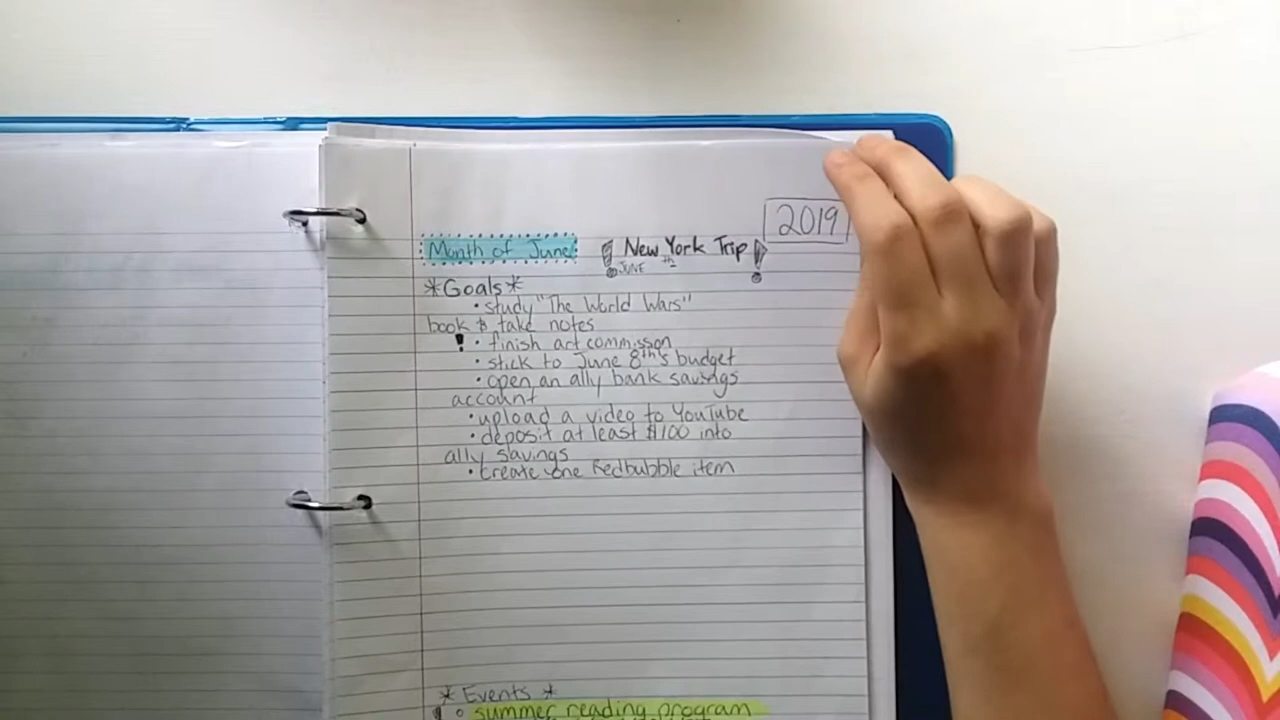 2019
Month of June
! New York Trip !
JUNE th
*Goals*
• study "The World Wars"
book & take notes
! • finish art commisson
• stick to June 8th's budget
• open an ally bank savings
account
• upload a video to YouTube
• deposit at least $100 into
ally savings
• create one Redbubble item
* Events *
! ○ summer reading program